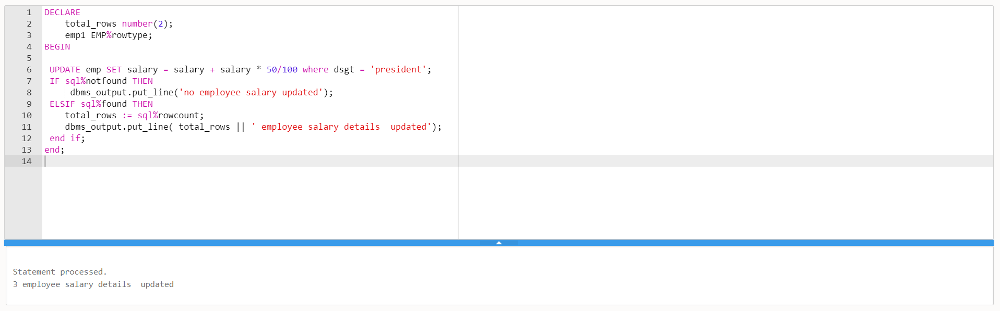 1 DECLARE
2     total_rows number(2);
3     emp1 EMP%rowtype;
4 BEGIN
5
6  UPDATE emp SET salary = salary + salary * 50/100 where dsgt = 'president';
7  IF sql%notfound THEN
8      dbms_output.put_line('no employee salary updated');
9  ELSIF sql%found THEN
10     total_rows := sql%rowcount;
11     dbms_output.put_line( total_rows || ' employee salary details  updated');
12  end if;
13 end;
14
Statement processed.
3 employee salary details  updated